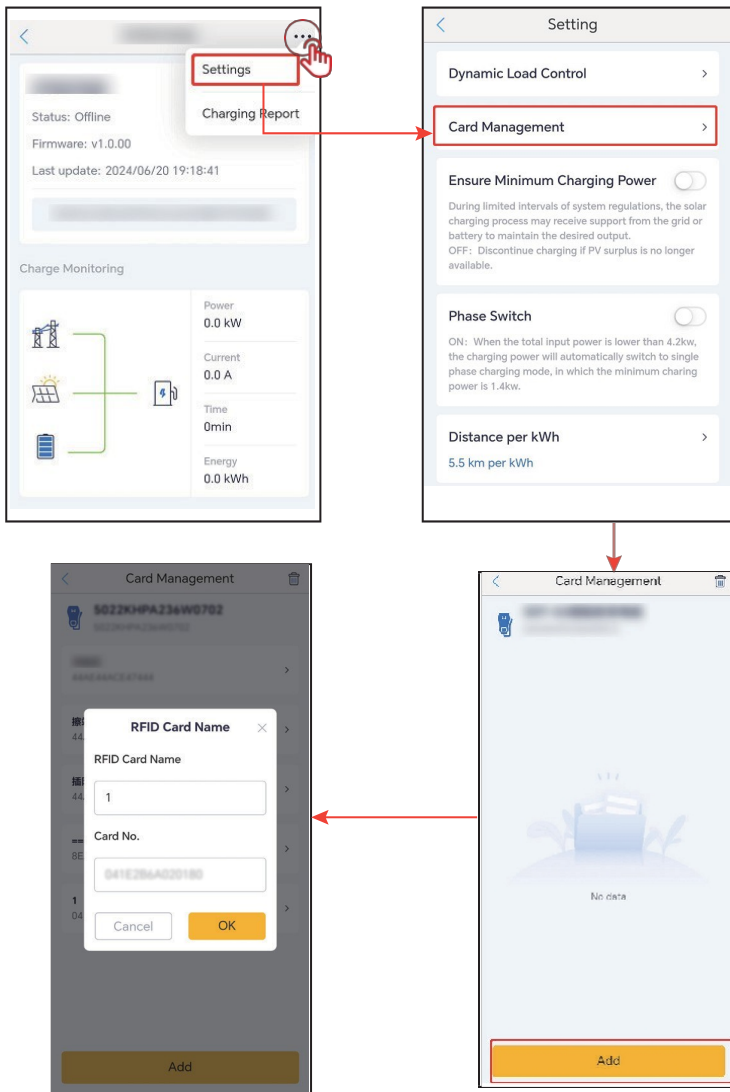 Settings
Charging Report
Status: Offline
Firmware: v1.0.00
Last update: 2024/06/20 19:18:41
Charge Monitoring
Power
0.0 kW
Current
0.0 A
Time
0min
Energy
0.0 kWh
Setting
Dynamic Load Control
Card Management
Ensure Minimum Charging Power
During limited intervals of system regulations, the solar
charging process may receive support from the grid or
battery to maintain the desired output.
OFF: Discontinue charging if PV surplus is no longer
available.
Phase Switch
ON: When the total input power is lower than 4.2kw,
the charging power will automatically switch to single
phase charging mode, in which the minimum charing
power is 1.4kw.
Distance per kWh
5.5 km per kWh
Card Management
No data
Add
Card Management
5022KHPA236W0702
5022KHPA236W0702
RFID Card Name
RFID Card Name
1
Card No.
041E2B6A020180
Cancel
OK
44
44
==
8E
1
04
Add